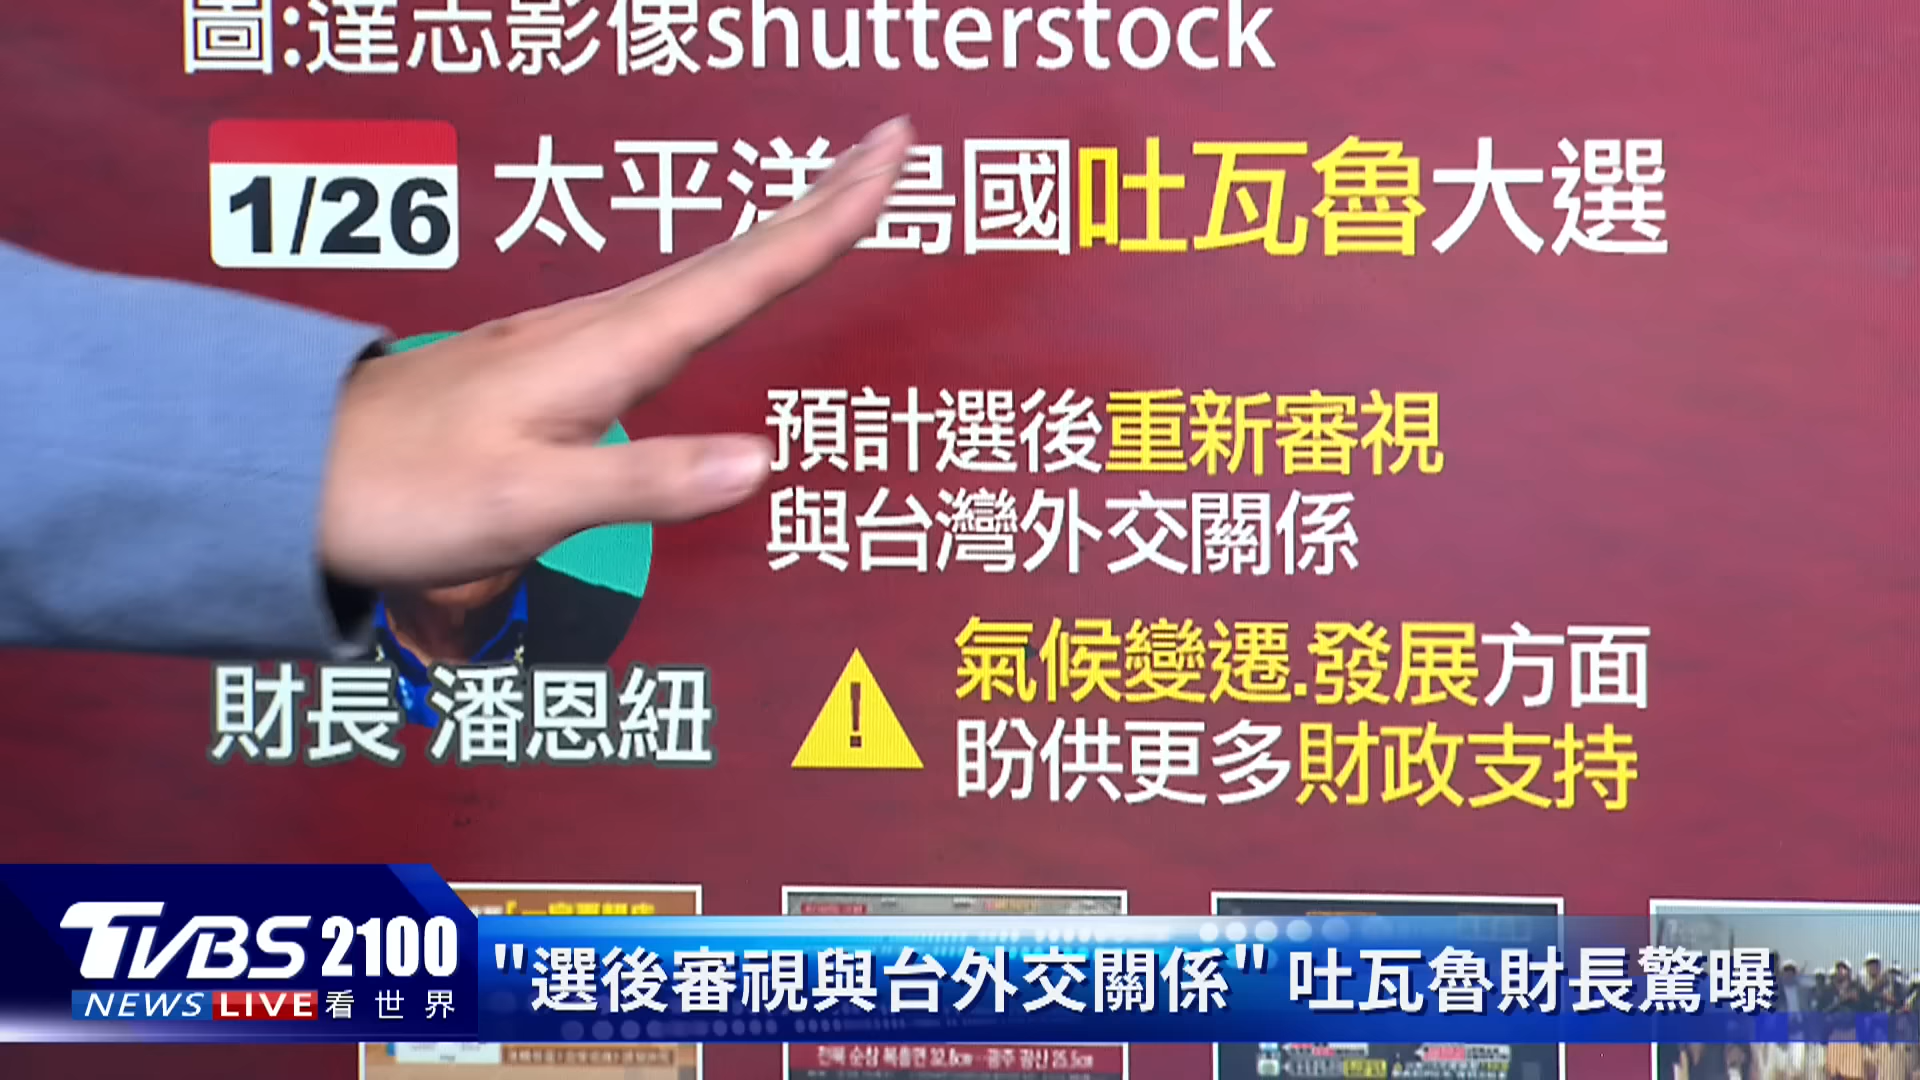 圖:達志影像shutterstock
1/26 太平洋島國吐瓦魯大選
預計選後重新審視
與台灣外交關係
財長 潘恩紐
氣候變遷.發展方面
盼供更多財政支持
!
TVBS 2100
NEWS LIVE 看世界
"選後審視與台外交關係" 吐瓦魯財長驚曝